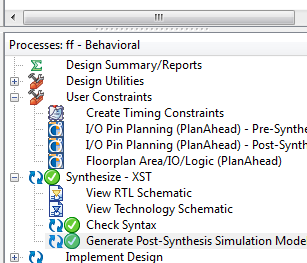 Processes: ff - Behavioral
Design Summary/Reports
Design Utilities
User Constraints
Create Timing Constraints
I/O Pin Planning (PlanAhead) - Pre-Synthe
I/O Pin Planning (PlanAhead) - Post-Synt
Floorplan Area/IO/Logic (PlanAhead)
Synthesize - XST
View RTL Schematic
View Technology Schematic
Check Syntax
Generate Post-Synthesis Simulation Mode
Implement Design